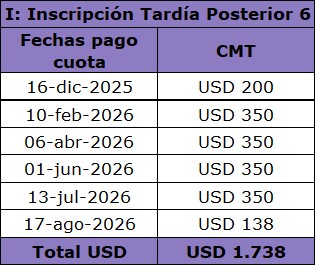 I: Inscripción Tardía Posterior 6
Fechas pago cuota CMT
16-dic-2025 USD 200
10-feb-2026 USD 350
06-abr-2026 USD 350
01-jun-2026 USD 350
13-jul-2026 USD 350
17-ago-2026 USD 138
Total USD USD 1.738